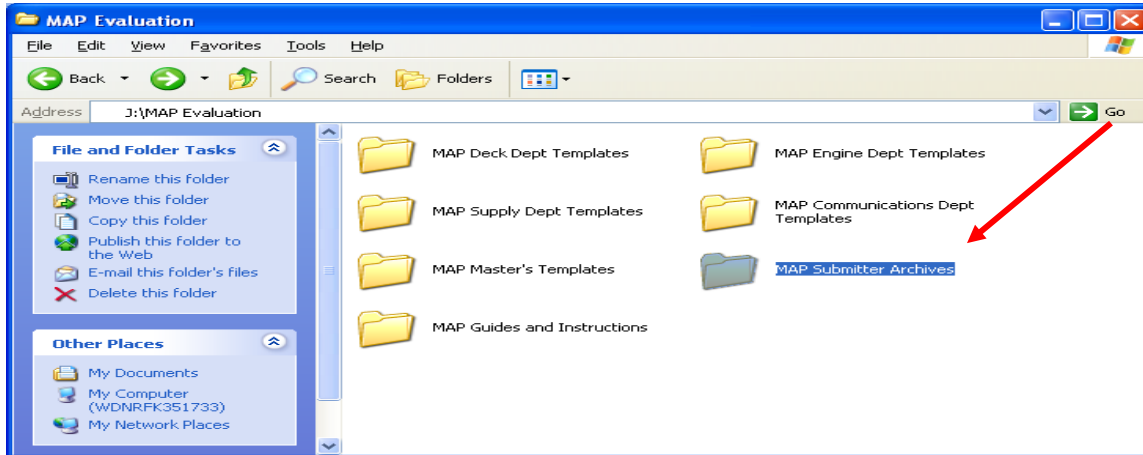 MAP Evaluation
File Edit View Favorites Tools Help
Back Search Folders
Address J:\MAP Evaluation Go
File and Folder Tasks
Rename this folder
Move this folder
Copy this folder
Publish this folder to
the Web
E-mail this folder's files
Delete this folder
Other Places
My Documents
My Computer
(WDNRFK351733)
My Network Places
MAP Deck Dept Templates
MAP Engine Dept Templates
MAP Supply Dept Templates
MAP Communications Dept
Templates
MAP Master's Templates
MAP Submitter Archives
MAP Guides and Instructions